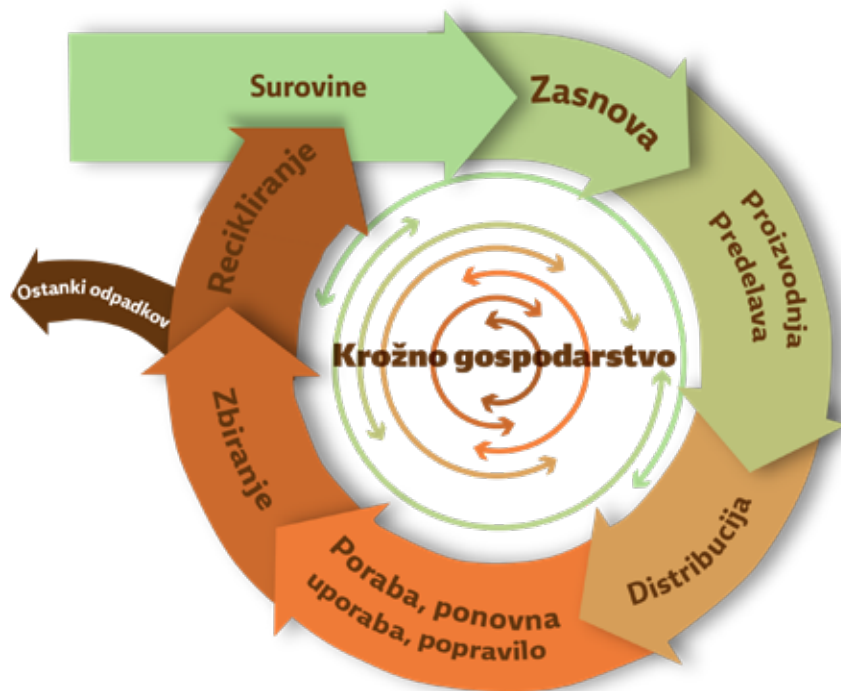 Surovine
Zasnova
Proizvodnja
Predelava
Distribucija
Poraba, ponovna
uporaba, popravilo
Zbiranje
Recikliranje
Ostanki odpadkov
Krožno gospodarstvo